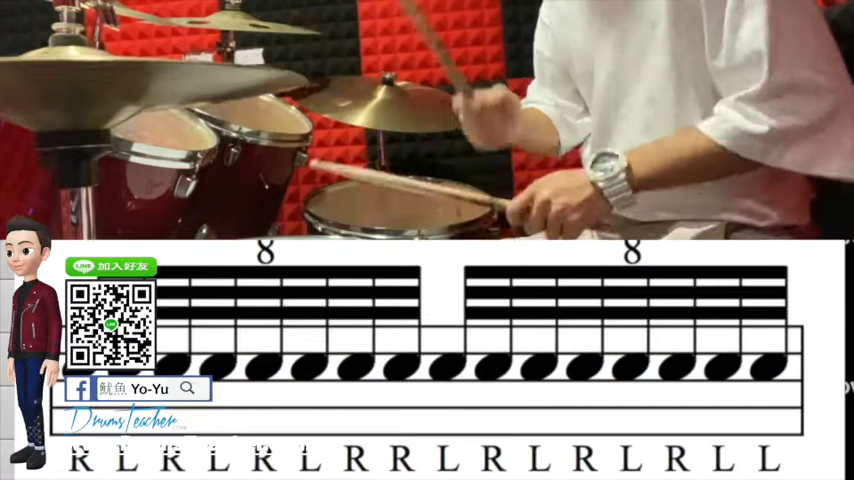 8 8
LINE 加入好友
f 魷魚 Yo-Yu
DrumsTeacher
R L R L R L R R L R L R L R L L